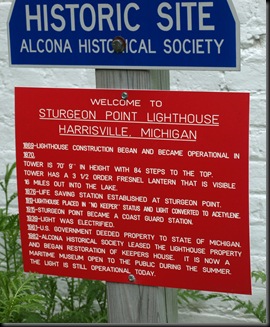 HISTORIC SITE
ALCONA HISTORICAL SOCIETY
WELCOME TO
STURGEON POINT LIGHTHOUSE
HARRISVILLE, MICHIGAN
1869-LIGHTHOUSE CONSTRUCTION BEGAN AND BECAME OPERATIONAL IN
1870.
TOWER IS 70' 9" IN HEIGHT WITH 84 STEPS TO THE TOP.
TOWER HAS A 3 1/2 ORDER FRESNEL LANTERN THAT IS VISIBLE
16 MILES OUT INTO THE LAKE.
1876-LIFE SAVING STATION ESTABLISHED AT STURGEON POINT.
1913-LIGHTHOUSE PLACED IN "NO KEEPER" STATUS AND LIGHT CONVERTED TO ACETYLENE.
1915-STURGEON POINT BECAME A COAST GUARD STATION.
1939-LIGHT WAS ELECTRIFIED.
1961-U.S. GOVERNMENT DEEDED PROPERTY TO STATE OF MICHIGAN.
1982-ALCONA HISTORICAL SOCIETY LEASED THE LIGHTHOUSE PROPERTY
AND BEGAN RESTORATION OF KEEPERS HOUSE. IT IS NOW A
MARITIME MUSEUM OPEN TO THE PUBLIC DURING THE SUMMER.
THE LIGHT IS STILL OPERATIONAL TODAY.